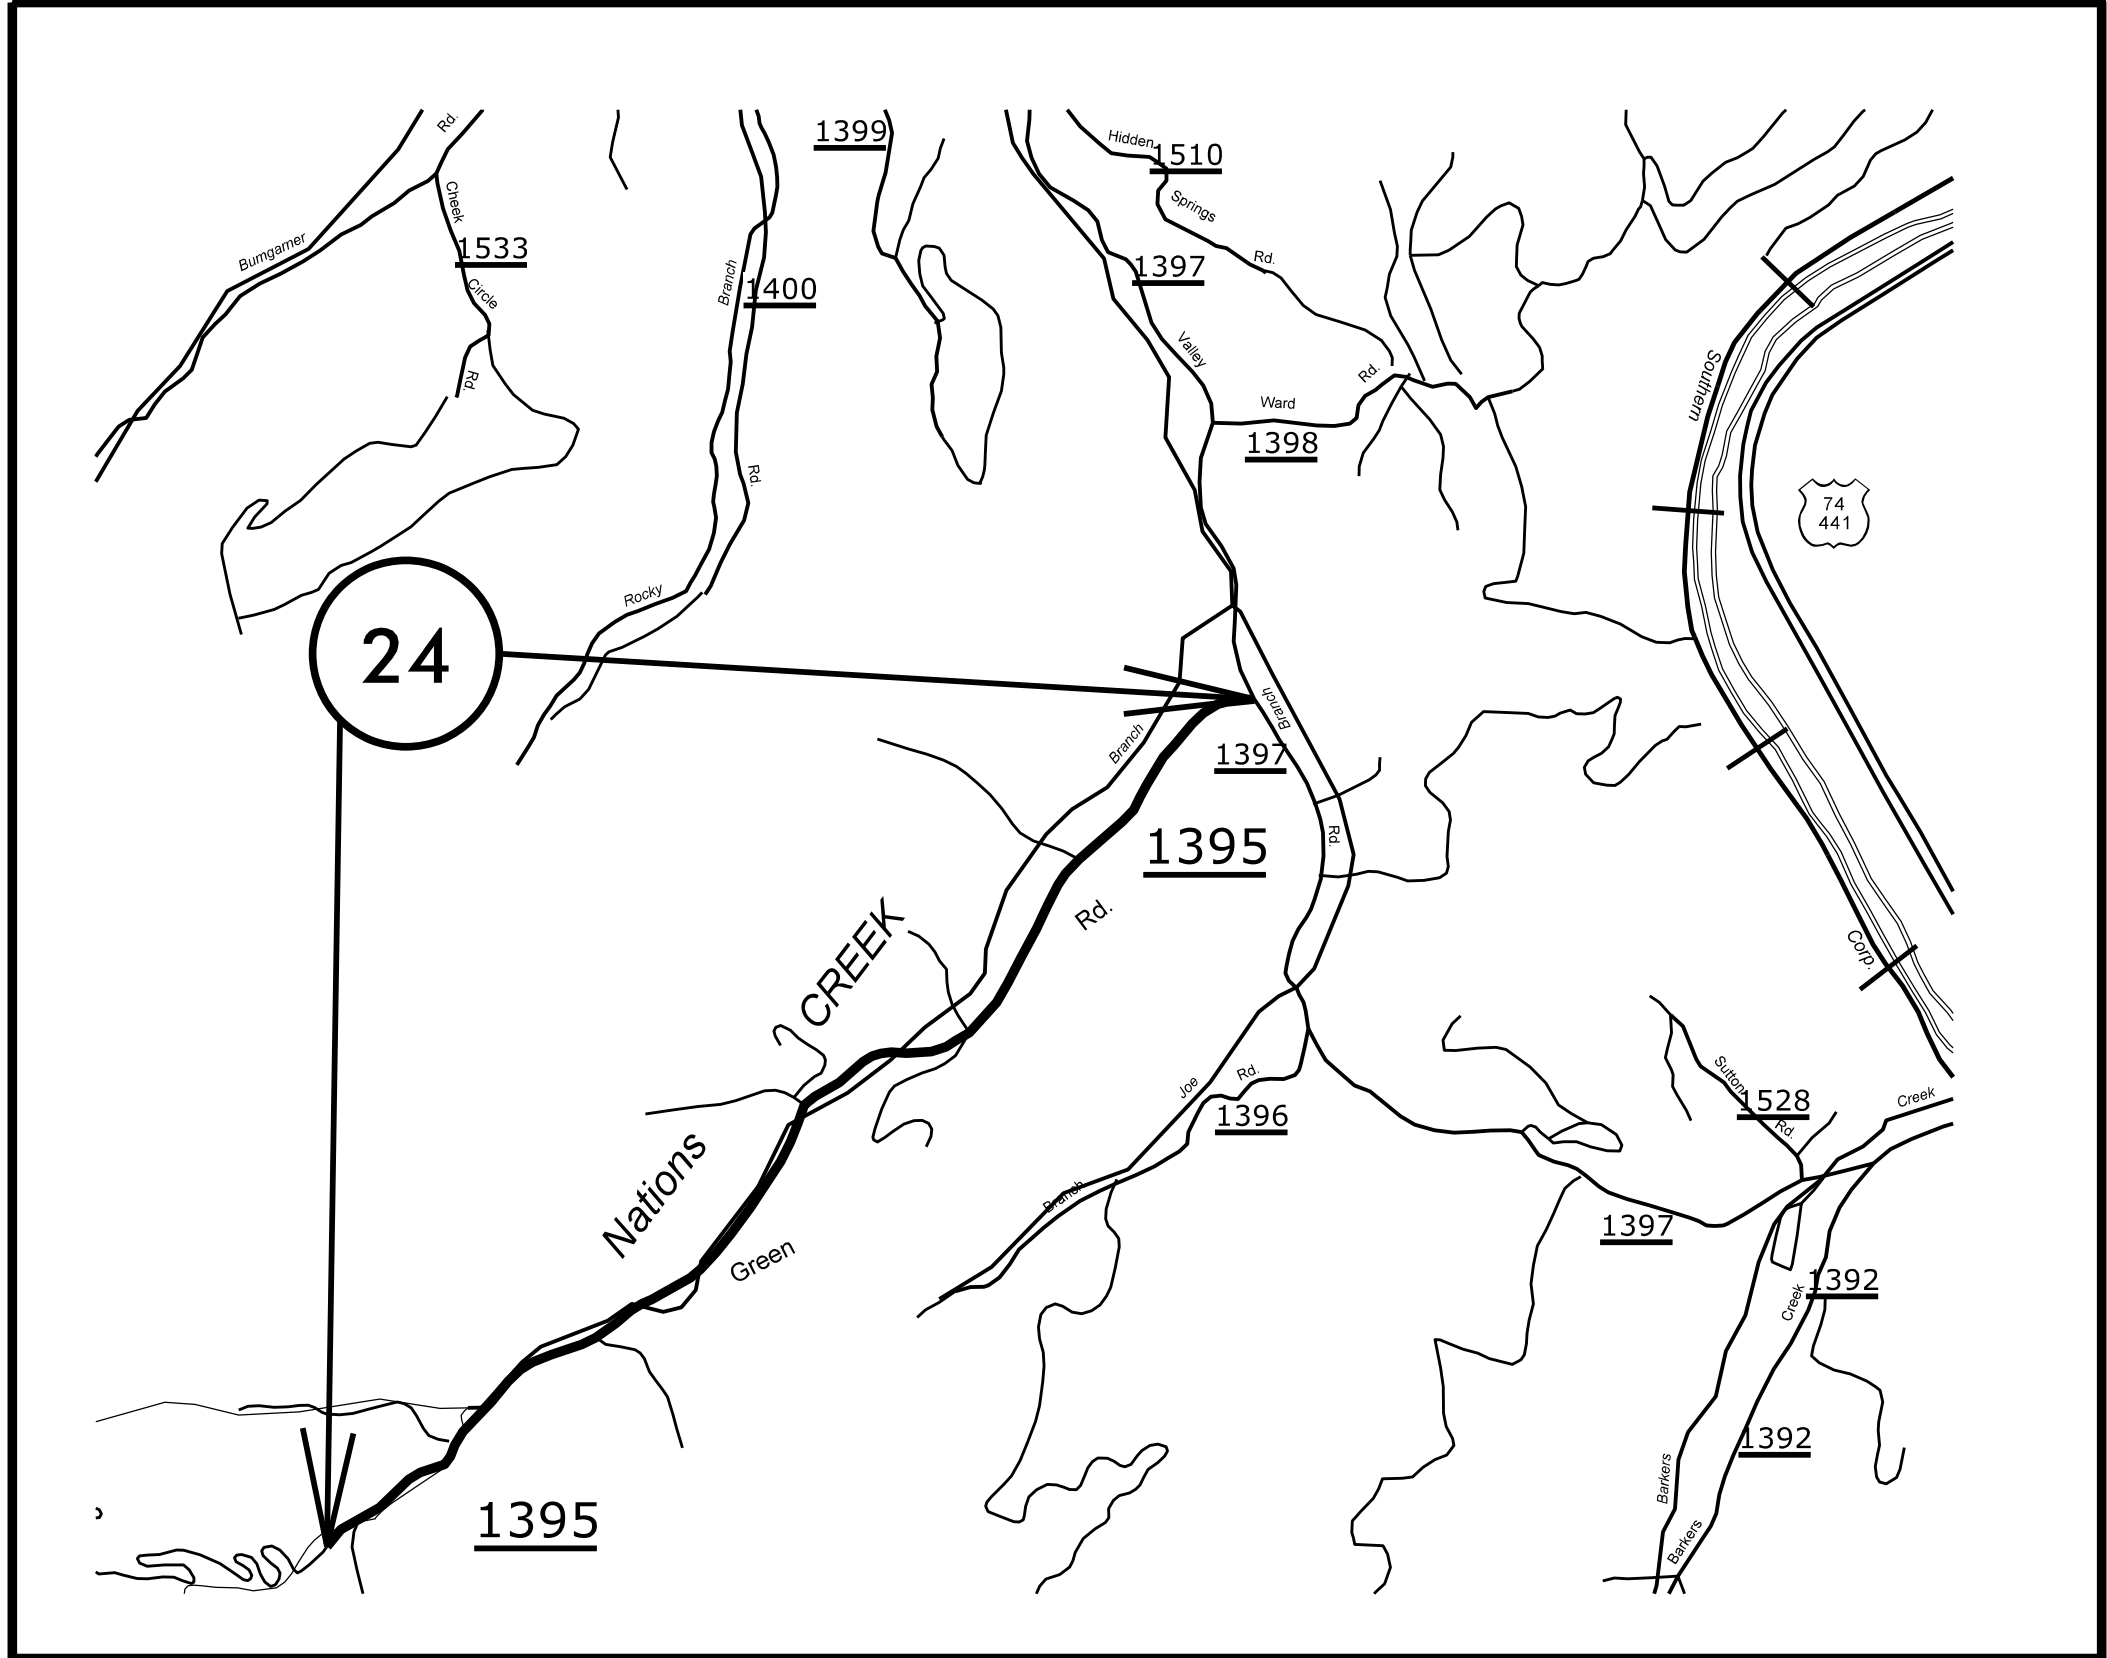 Rd.
1399
Hidden
1510
Cheek
Springs
Bumgarner
1533
Rd.
Branch
1397
Circle
1400
Valley
Southern
Rd.
Rd.
Ward
1398
Rd.
74
441
Rocky
24
Branch
Branch
1397
Rd.
1395
Rd.
CREEK
Corp.
Sutton
Joe
Rd.
1528
Creek
1396
Rd.
Nations
Branch
1397
Green
1392
Creek
1392
Barkers
1395
Barkers